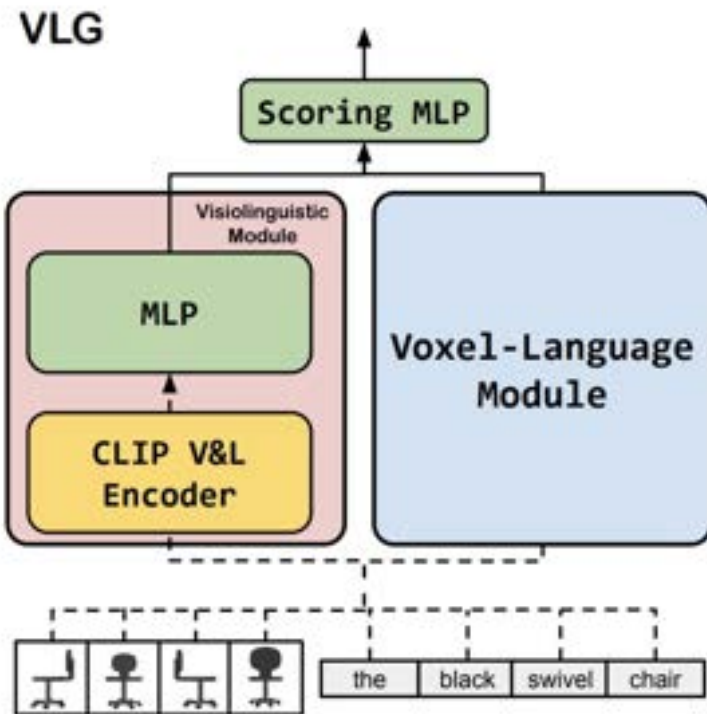 VLG
Scoring MLP
Visiolinguistic
Module
MLP
CLIP V&L
Encoder
Voxel-Language
Module
the black swivel chair